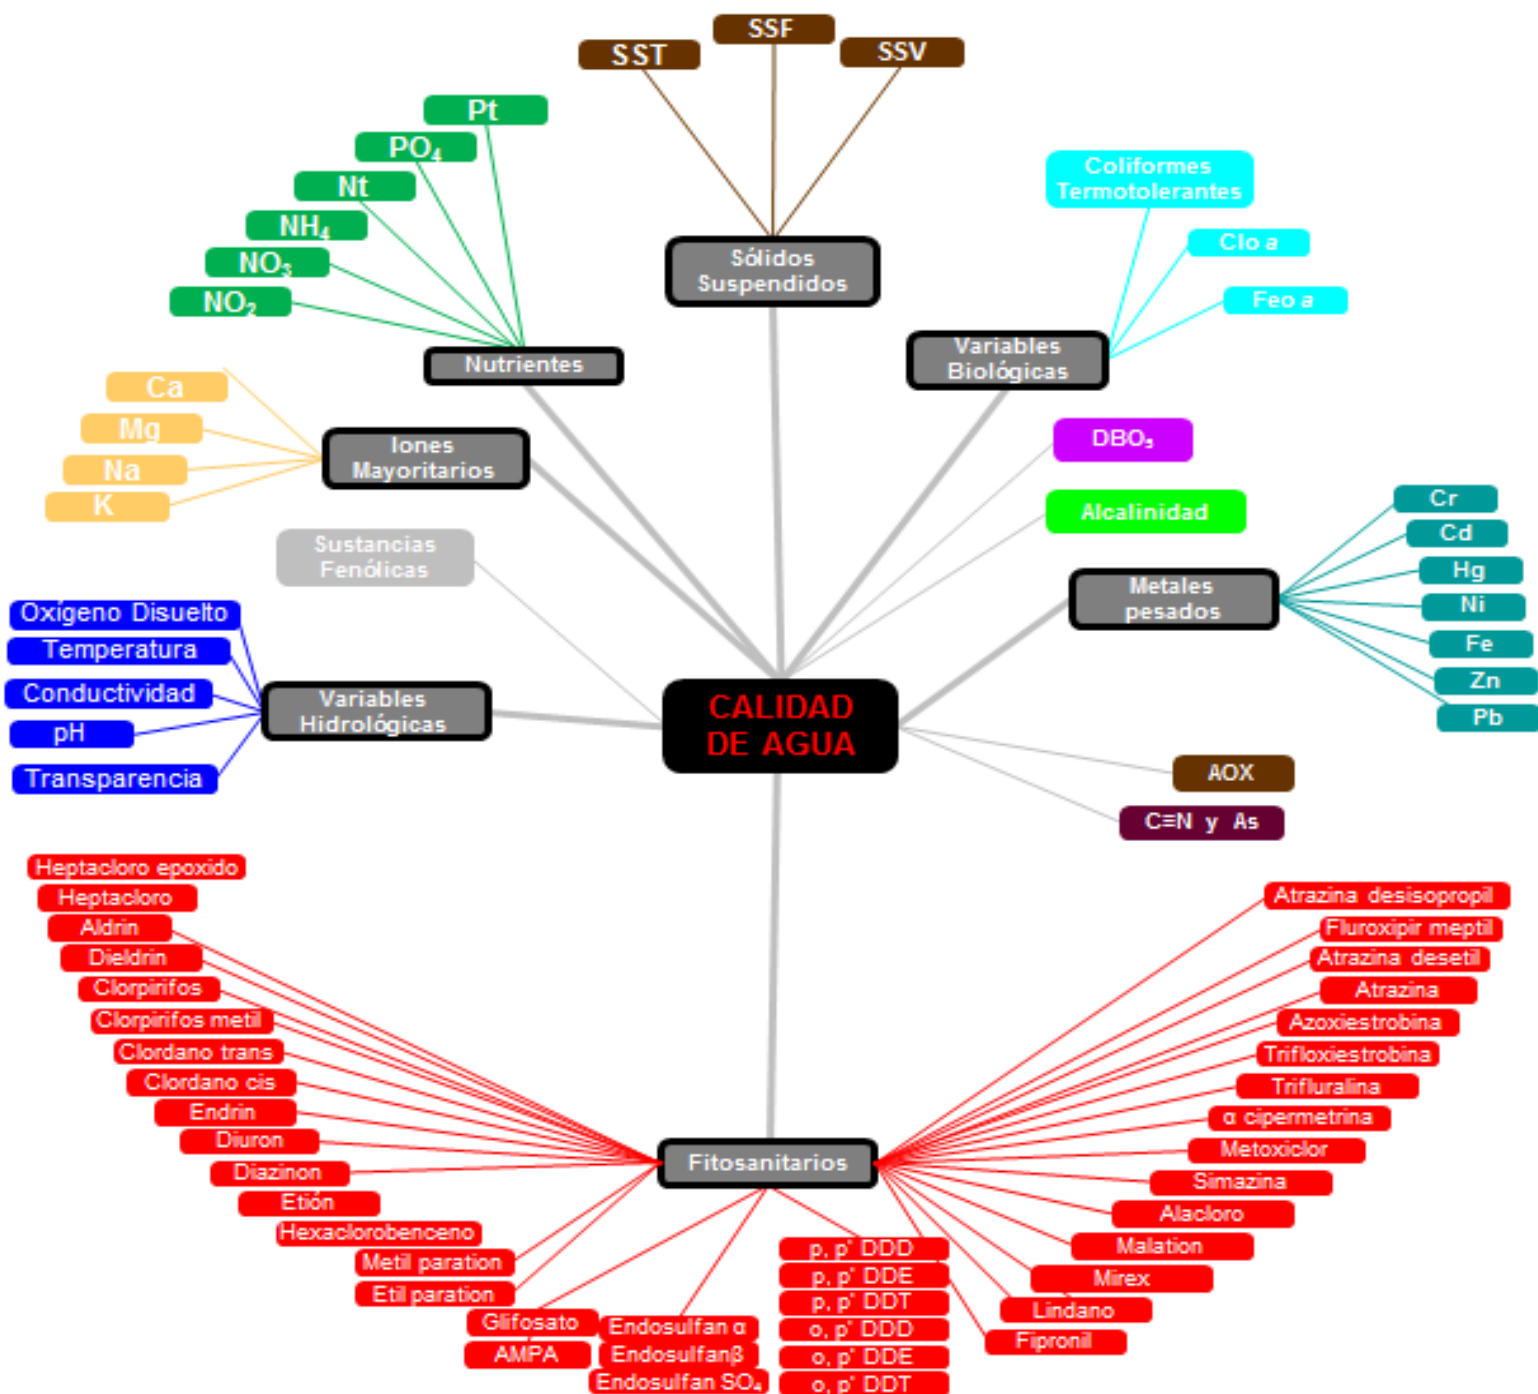 SST
SSF
SSV
Pt
PO₄
Nt
NH₄
NO₃
NO₂
Coliformes
Termotolerantes
Clo a
Feo a
Sólidos
Suspendidos
Variables
Biológicas
Nutrientes
Ca
Mg
Na
K
Iones
Mayoritarios
DBO₅
Alcalinidad
Sustancias
Fenólicas
Cr
Cd
Hg
Ni
Fe
Zn
Pb
Metales
pesados
Oxígeno Disuelto
Temperatura
Conductividad
pH
Transparencia
Variables
Hidrológicas
CALIDAD
DE AGUA
AOX
C≡N y As
Heptacloro epoxido
Heptacloro
Aldrin
Dieldrin
Clorpirifos
Clorpirifos metil
Clordano trans
Clordano cis
Endrin
Diuron
Diazinon
Etión
Hexaclorobenceno
Metil paration
Etil paration
Glifosato
AMPA
Fitosanitarios
Endosulfan α
Endosulfanβ
Endosulfan SO₄
p, p' DDD
p, p' DDE
p, p' DDT
o, p' DDD
o, p' DDE
o, p' DDT
Atrazina desisopropil
Fluroxipir meptil
Atrazina desetil
Atrazina
Azoxiestrobina
Trifloxiestrobina
Trifluralina
α cipermetrina
Metoxiclor
Simazina
Alacloro
Malation
Mirex
Lindano
Fipronil